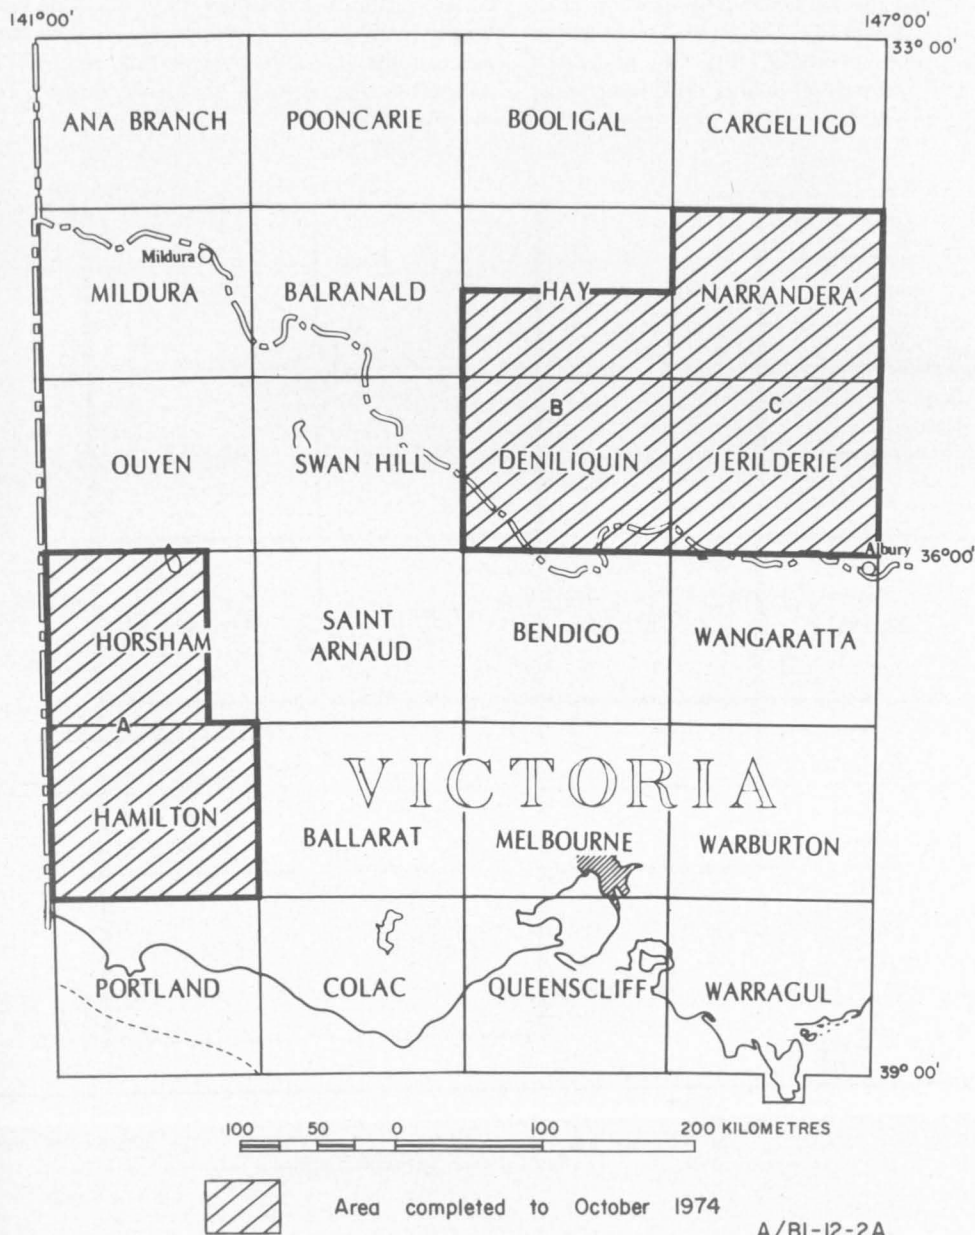 141°00' 147°00'
33° 00'
ANA BRANCH POONCARIE BOOLIGAL CARGELLIGO
Mildura
MILDURA BALRANALD HAY NARRANDERA
B C
OUYEN SWAN HILL DENILIQUIN JERILDERIE
Albury
36°00'
HORSHAM SAINT ARNAUD BENDIGO WANGARATTA
A
VICTORIA
HAMILTON BALLARAT MELBOURNE WARBURTON
PORTLAND COLAC QUEENSCLIFF WARRAGUL
39° 00'
100 50 0 100 200 KILOMETRES
Area completed to October 1974
A/B1-12-2A